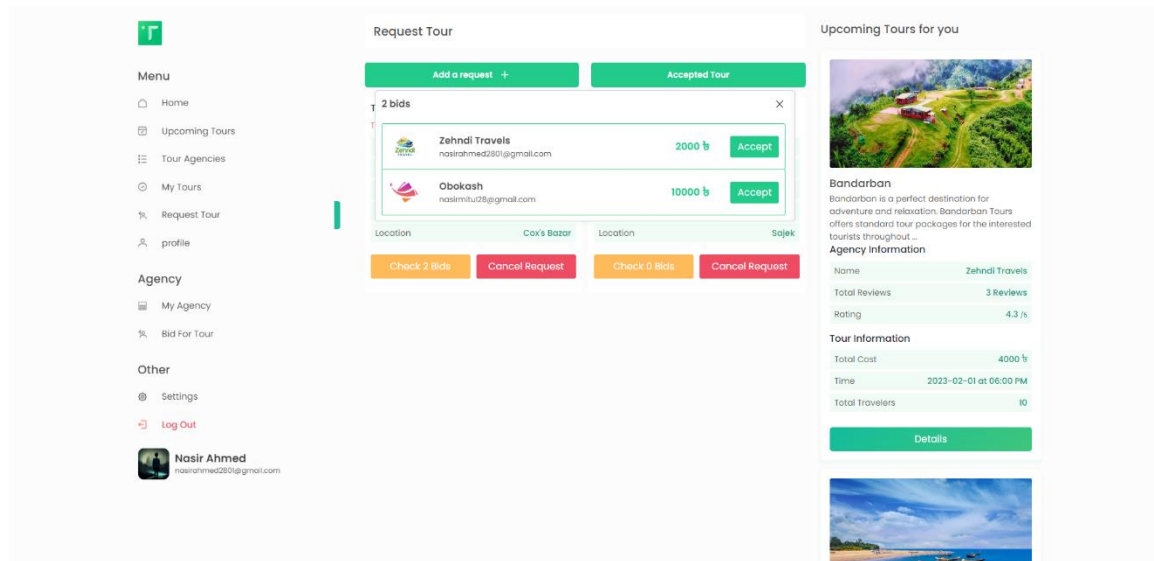 Menu
Home
Upcoming Tours
Tour Agencies
My Tours
Request Tour
profile
Agency
My Agency
Bid For Tour
Other
Settings
Log Out
Nasir Ahmed
nasirahmed2801@gmail.com
Request Tour
Add a request +
Accepted Tour
2 bids
Zehndi Travels
nasirahmed2801@gmail.com
2000 ৳
Accept
Obokash
nasirmitul28@gmail.com
10000 ৳
Accept
Location Cox's Bazar
Location Sajek
Check 2 Bids
Cancel Request
Check 0 Bids
Cancel Request
Upcoming Tours for you
Bandarban
Bandarban is a perfect destination for
adventure and relaxation. Bandarban Tours
offers standard tour packages for the interested
tourists throughout ...
Agency Information
Name Zehndi Travels
Total Reviews 3 Reviews
Rating 4.3 /5
Tour Information
Total Cost 4000 ৳
Time 2023-02-01 at 06:00 PM
Total Travelers 10
Details